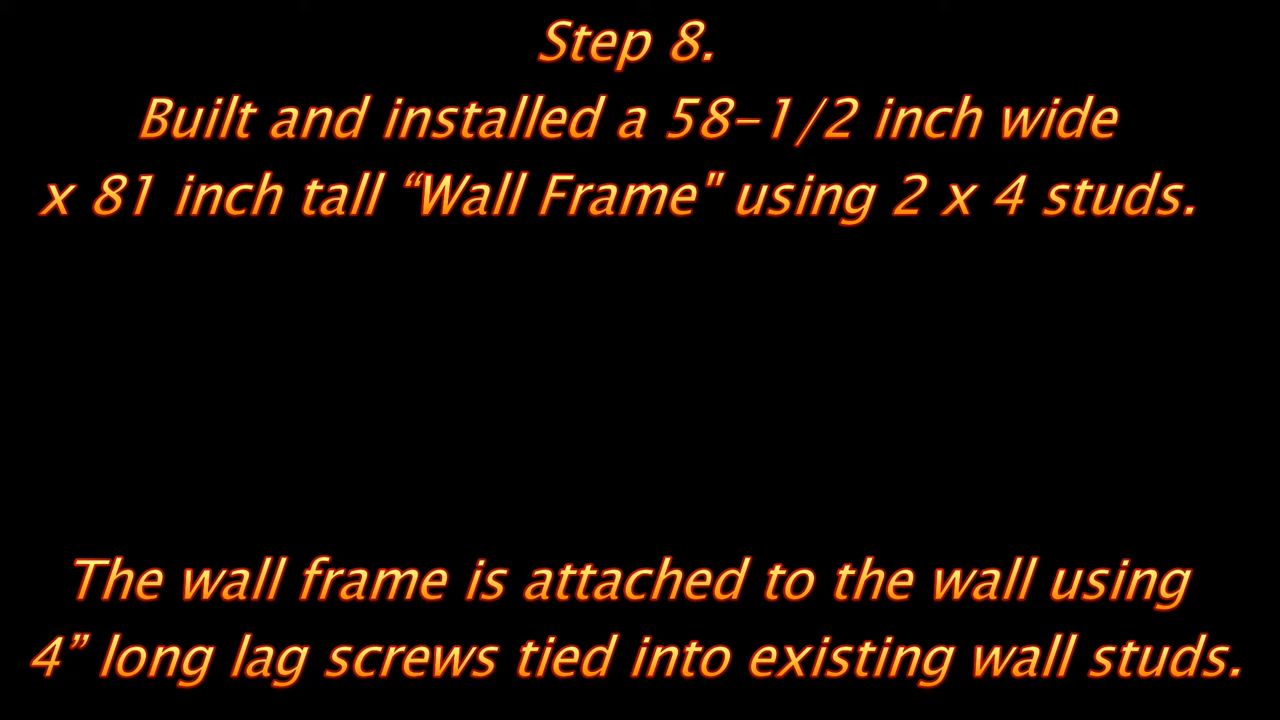 Step 8.
Built and installed a 58-1/2 inch wide
x 81 inch tall “Wall Frame" using 2 x 4 studs.
The wall frame is attached to the wall using
4” long lag screws tied into existing wall studs.